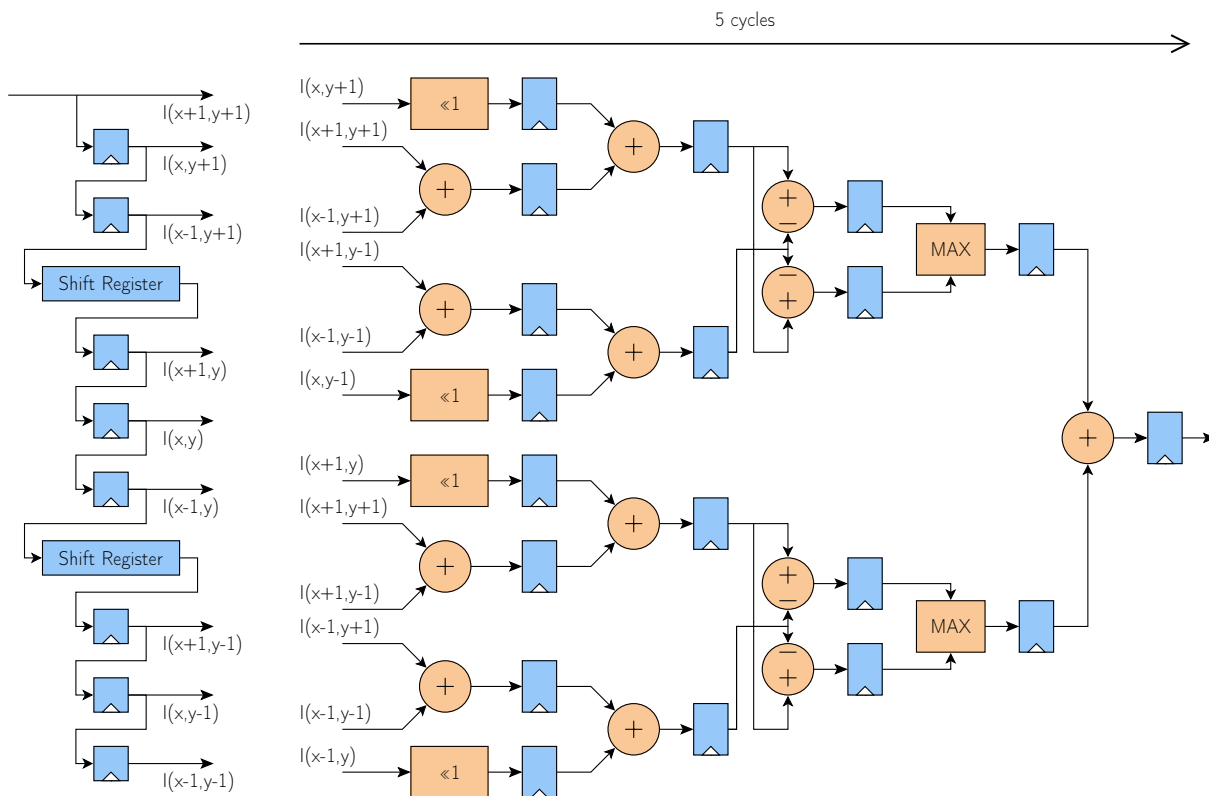 5 cycles
I(x+1,y+1)
I(x,y+1)
I(x-1,y+1)
Shift Register
I(x+1,y)
I(x,y)
I(x-1,y)
Shift Register
I(x+1,y-1)
I(x,y-1)
I(x-1,y-1)
I(x,y+1)
«1
I(x+1,y+1)
+
I(x-1,y+1)
I(x+1,y-1)
+
I(x-1,y-1)
I(x,y-1)
«1
+
+
+
−
−
+
MAX
I(x+1,y)
«1
I(x+1,y+1)
+
I(x+1,y-1)
I(x-1,y+1)
+
I(x-1,y-1)
I(x-1,y)
«1
+
+
+
−
−
+
MAX
+